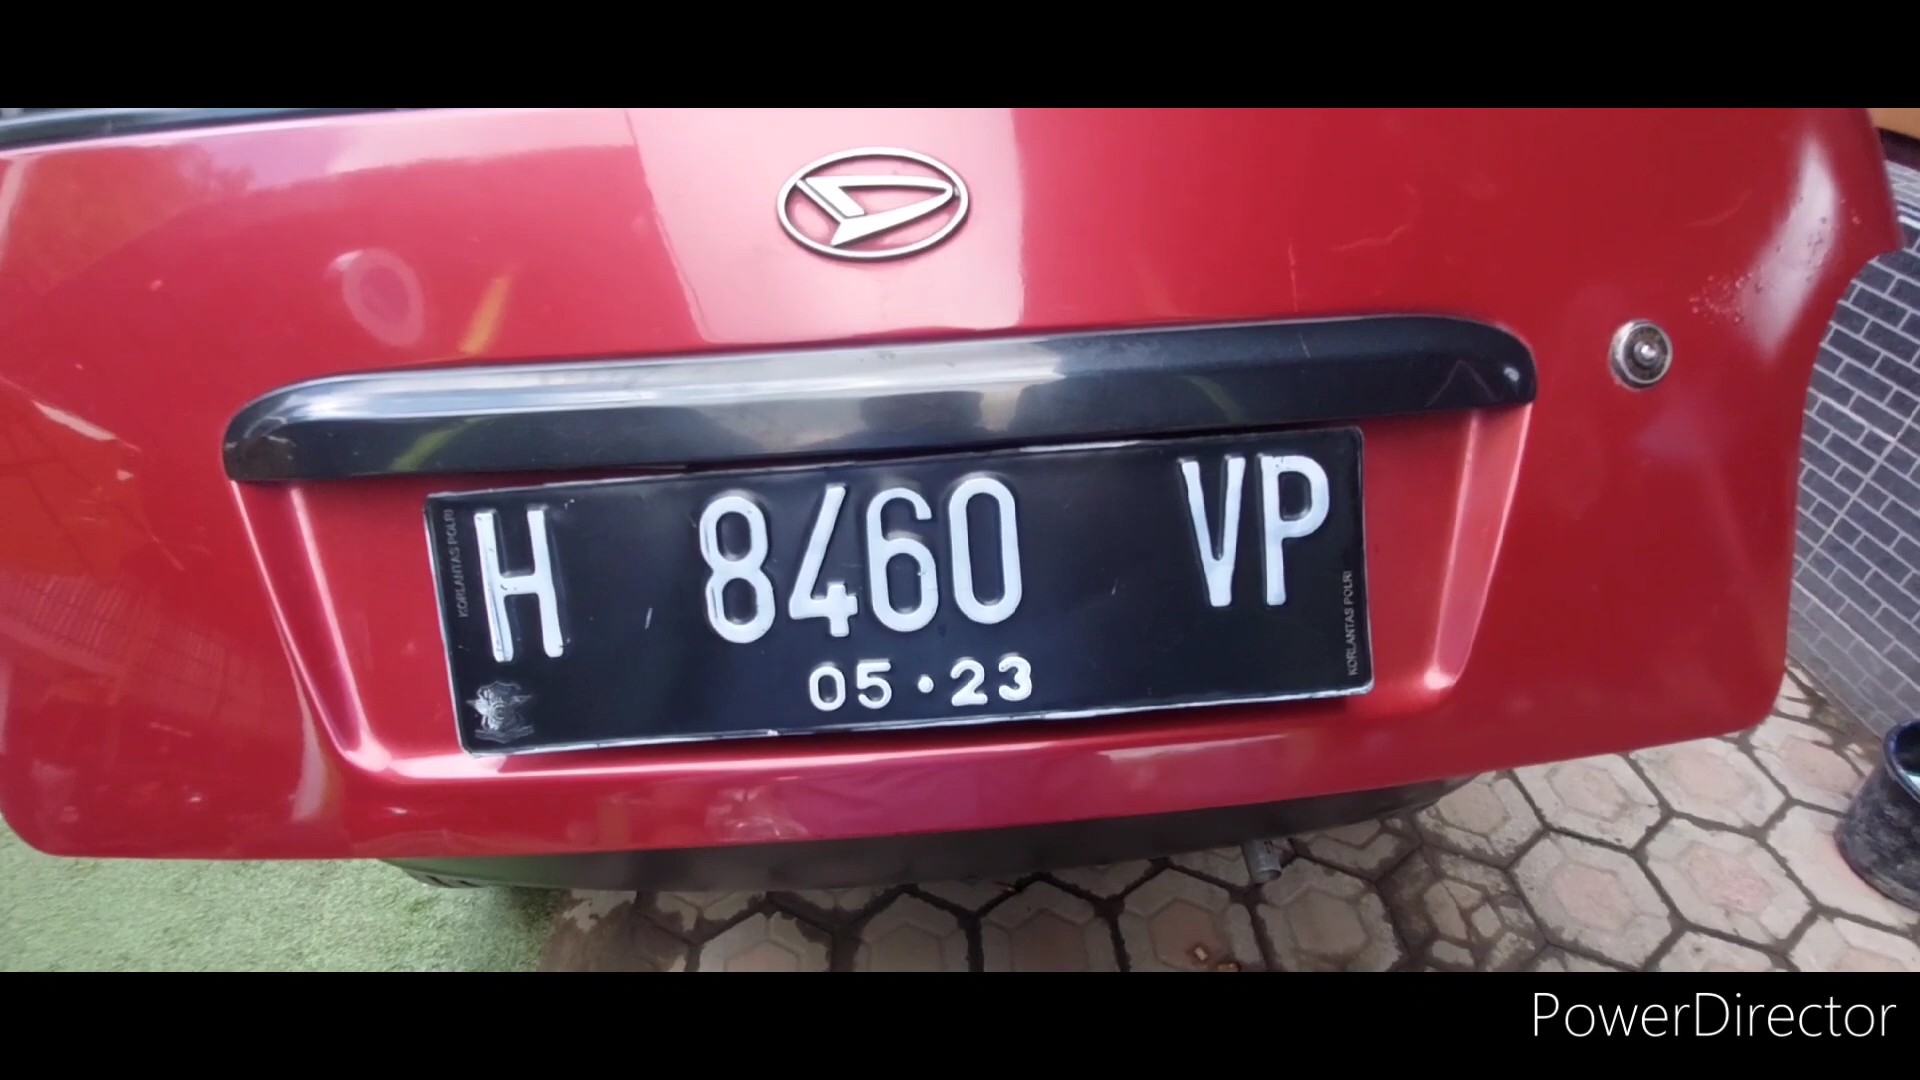 H 8460 VP
05·23
KORLANTAS POLRI
KORLANTAS POLRI
PowerDirector